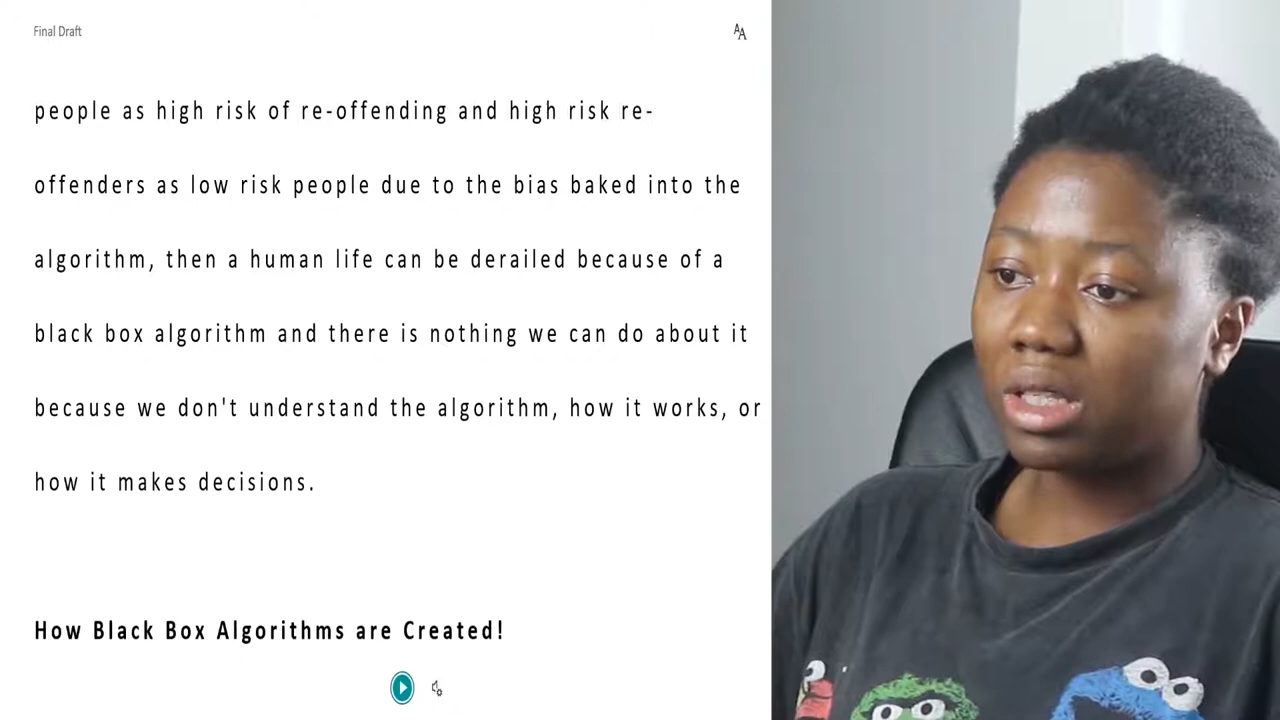 Final Draft
people as high risk of re-offending and high risk re-
offenders as low risk people due to the bias baked into the
algorithm, then a human life can be derailed because of a
black box algorithm and there is nothing we can do about it
because we don't understand the algorithm, how it works, or
how it makes decisions.
How Black Box Algorithms are Created!